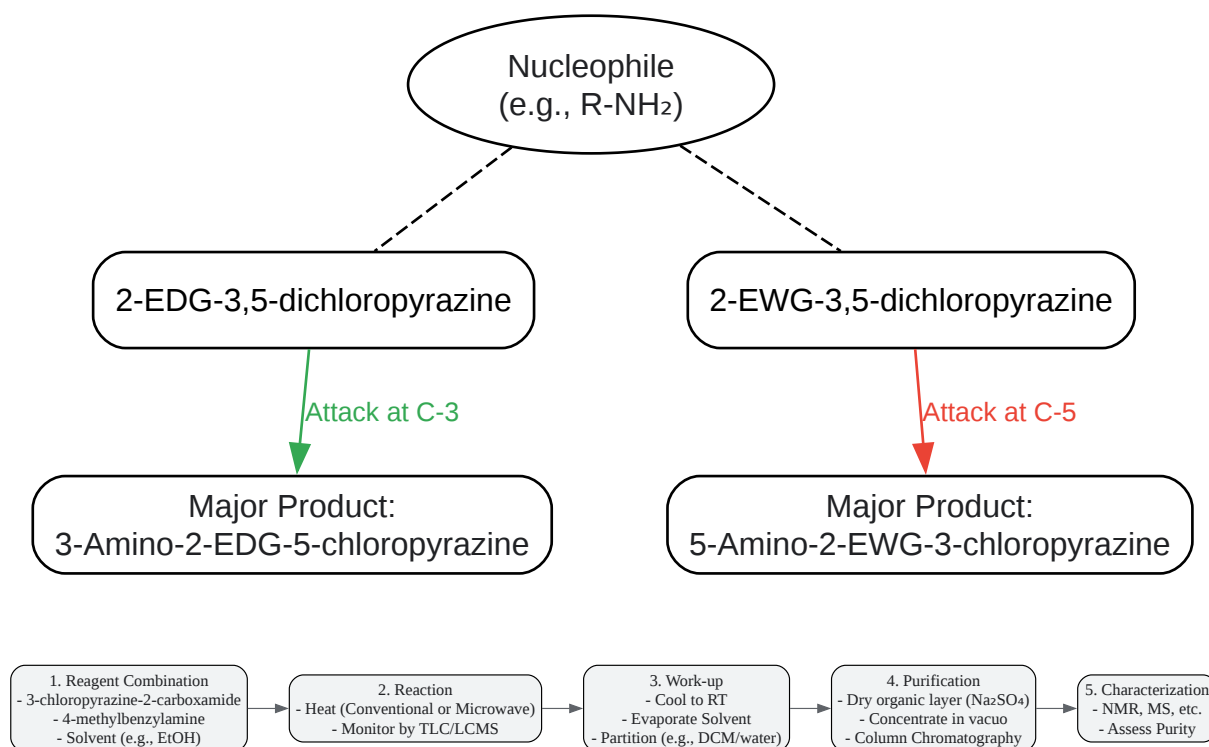 Nucleophile
(e.g., R-NH₂)
2-EDG-3,5-dichloropyrazine
2-EWG-3,5-dichloropyrazine
Attack at C-3
Attack at C-5
Major Product:
3-Amino-2-EDG-5-chloropyrazine
Major Product:
5-Amino-2-EWG-3-chloropyrazine
1. Reagent Combination
- 3-chloropyrazine-2-carboxamide
- 4-methylbenzylamine
- Solvent (e.g., EtOH)
2. Reaction
- Heat (Conventional or Microwave)
- Monitor by TLC/LCMS
3. Work-up
- Cool to RT
- Evaporate Solvent
- Partition (e.g., DCM/water)
4. Purification
- Dry organic layer (Na₂SO₄)
- Concentrate in vacuo
- Column Chromatography
5. Characterization
- NMR, MS, etc.
- Assess Purity